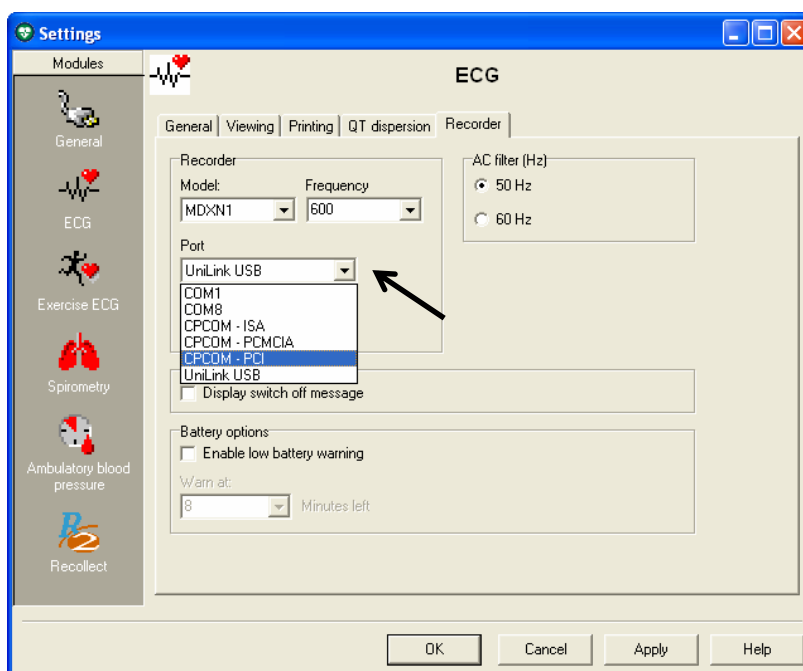 Settings
Modules
General
ECG
Exercise ECG
Spirometry
Ambulatory blood
pressure
Recollect
ECG
General Viewing Printing QT dispersion Recorder
Recorder
Model: Frequency
MDXN1 600
Port
UniLink USB
COM1
COM8
CPCOM - ISA
CPCOM - PCMCIA
CPCOM - PCI
UniLink USB
AC filter (Hz)
50 Hz
60 Hz
Display switch off message
Battery options
Enable low battery warning
Warn at:
8 Minutes left
OK Cancel Apply Help